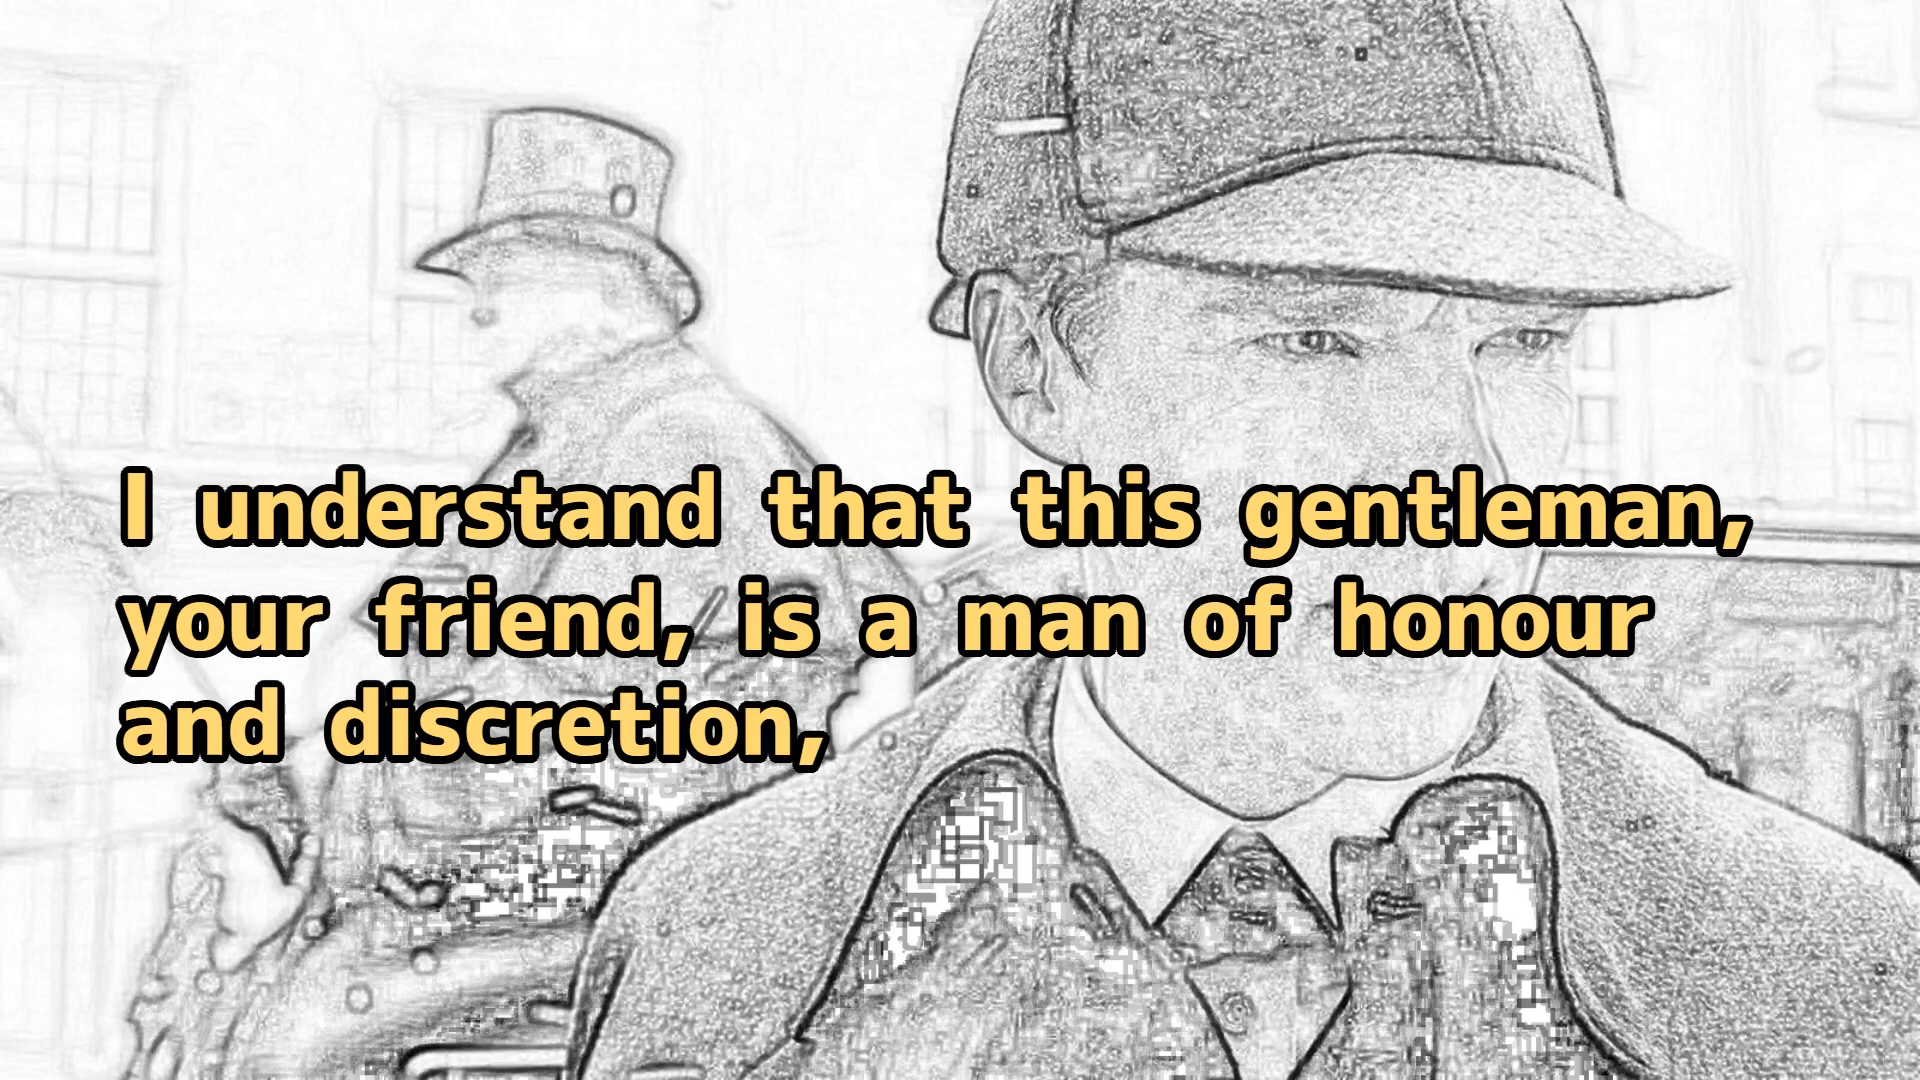 I understand that this gentleman,
your friend, is a man of honour
and discretion,